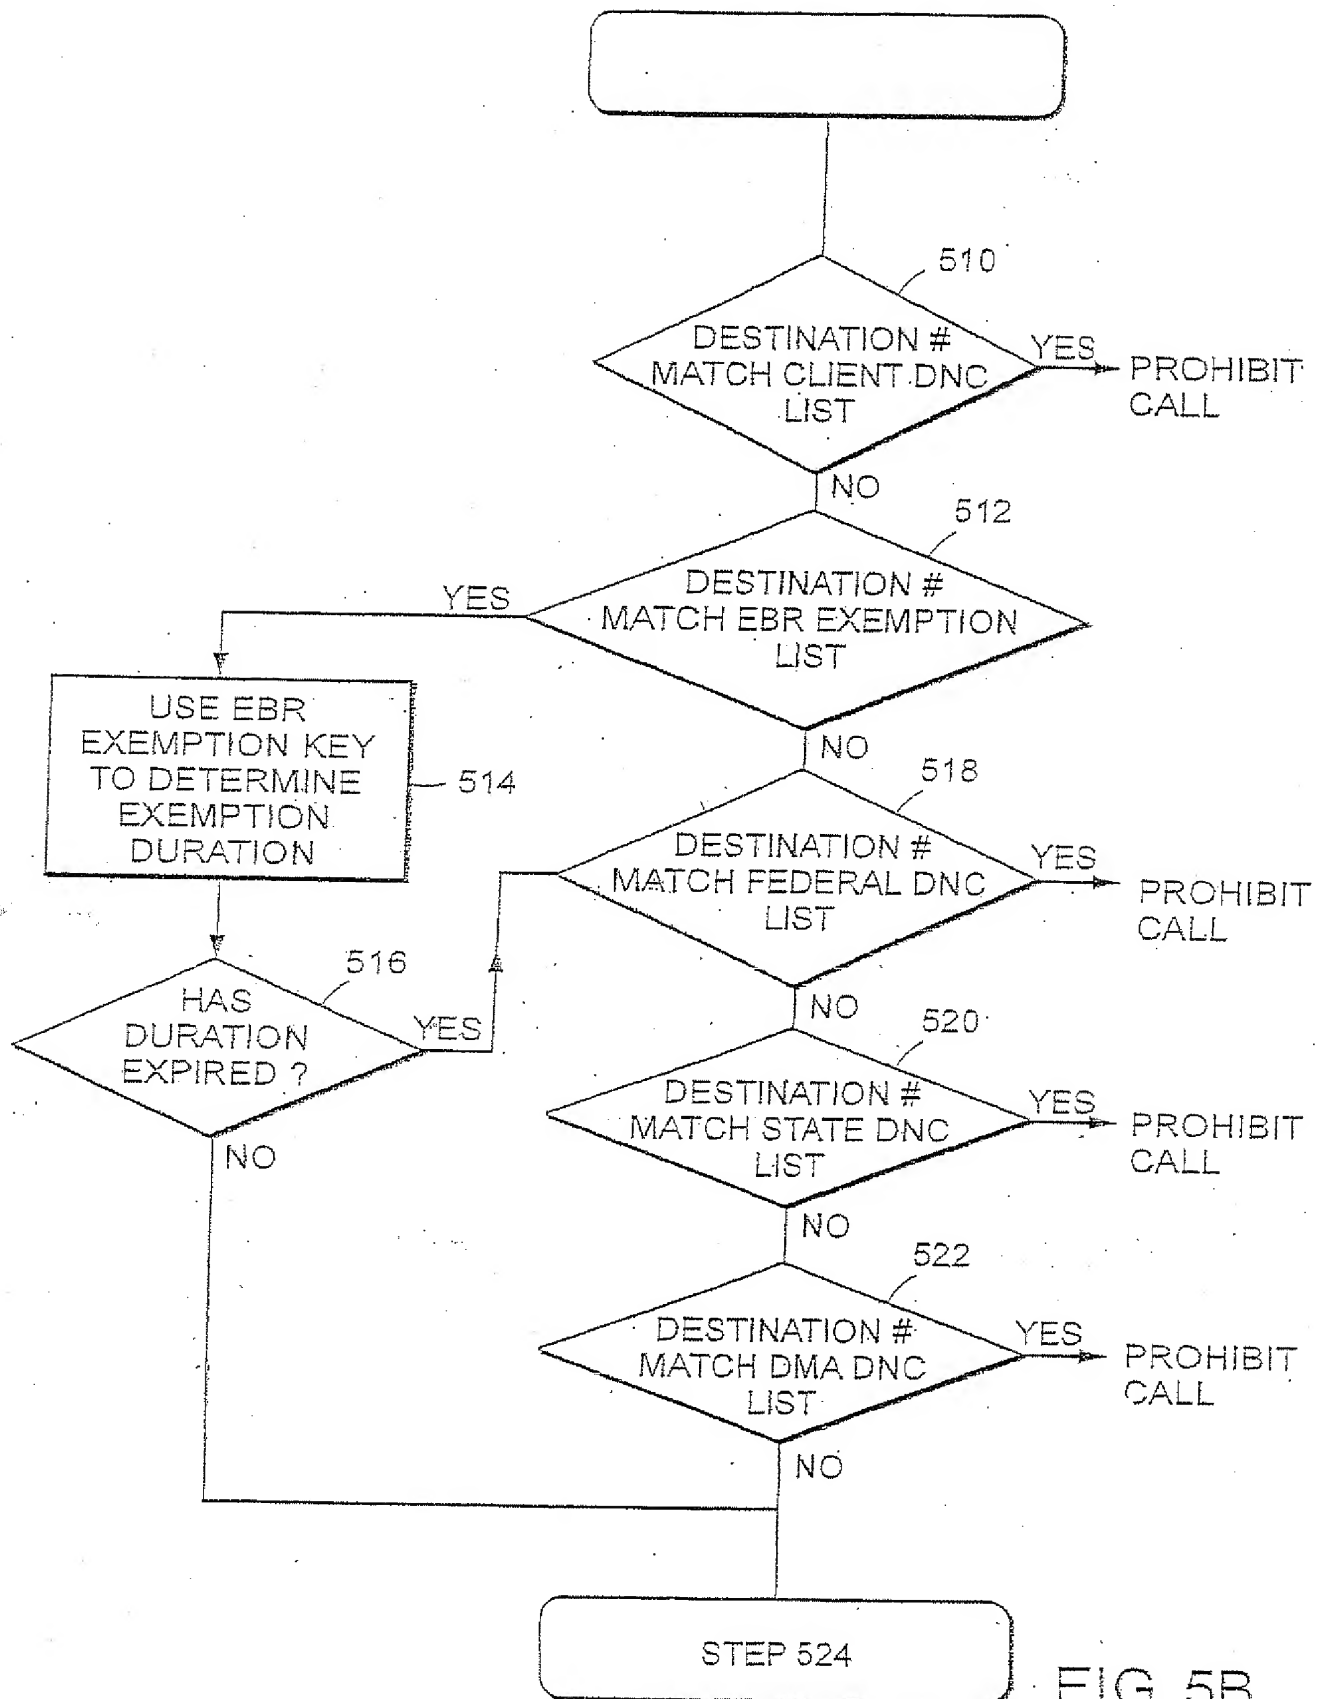 510
DESTINATION #
MATCH CLIENT DNC
LIST
YES
PROHIBIT
CALL
NO
512
DESTINATION #
MATCH EBR EXEMPTION
LIST
YES
NO
USE EBR
EXEMPTION KEY
TO DETERMINE
EXEMPTION
DURATION
514
518
DESTINATION #
MATCH FEDERAL DNC
LIST
YES
PROHIBIT
CALL
NO
516
HAS
DURATION
EXPIRED ?
YES
NO
520
DESTINATION #
MATCH STATE DNC
LIST
YES
PROHIBIT
CALL
NO
522
DESTINATION #
MATCH DMA DNC
LIST
YES
PROHIBIT
CALL
NO
STEP 524
FIG. 5B